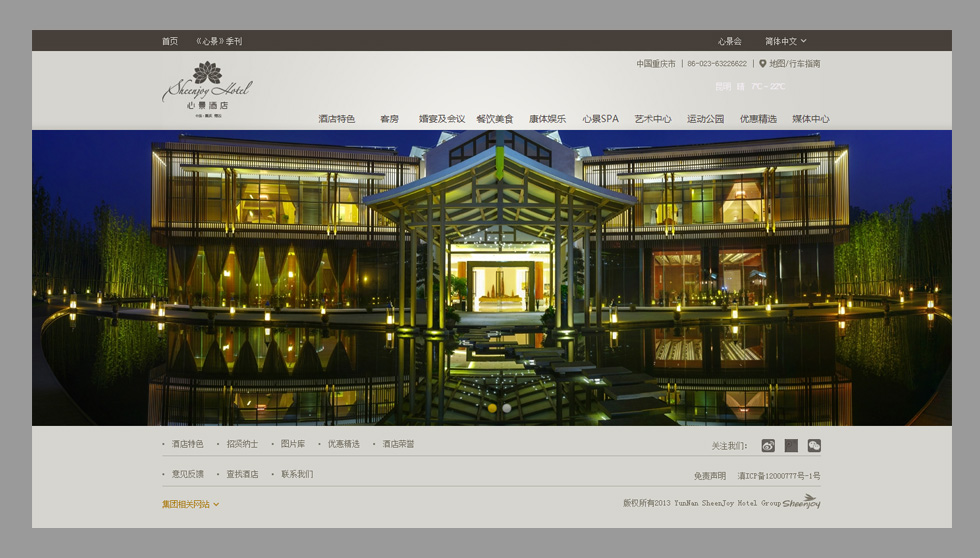 首页 《心景》季刊 心景会 简体中文
中国重庆市 | 86-023-63226622 | 地图/行车指南
Sheenjoy Hotel
心景酒店
昆明 晴 7℃~22℃
酒店特色 客房 婚宴及会议 餐饮美食 康体娱乐 心景SPA 艺术中心 运动公园 优惠精选 媒体中心
· 酒店特色 · 招贤纳士 · 图片库 · 优惠精选 · 酒店荣誉 关注我们:
· 意见反馈 · 查找酒店 · 联系我们 免责声明 滇ICP备12000777号-1号
集团相关网站 版权所有2013 YunNan SheenJoy Hotel Group Sheenjoy